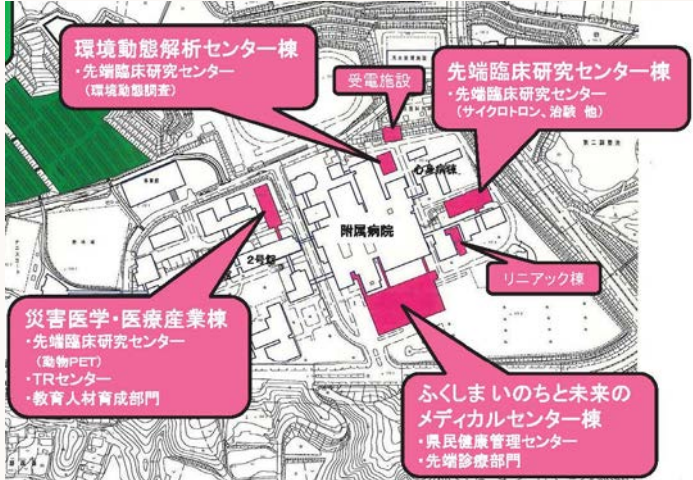 環境動態解析センター棟
・先端臨床研究センター
(環境動態調査)
受電施設
先端臨床研究センター棟
・先端臨床研究センター
(サイクロトロン、治験 他)
心身病棟
附属病院
2号館
リニアック棟
災害医学・医療産業棟
・先端臨床研究センター
(動物PET)
・TRセンター
・教育人材育成部門
ふくしま いのちと未来の
メディカルセンター棟
・県民健康管理センター
・先端診療部門